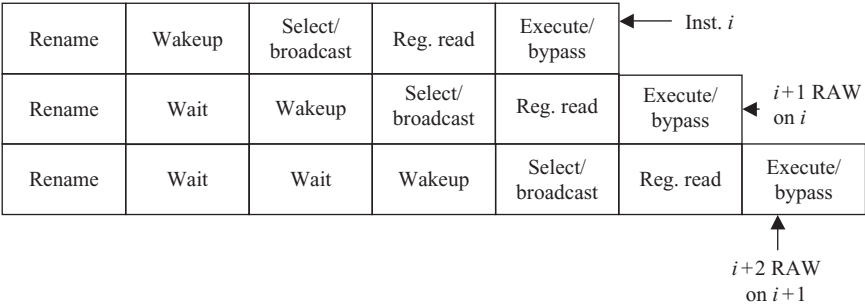 Rename Wakeup Select/ broadcast Reg. read Execute/ bypass Inst. i
Rename Wait Wakeup Select/ broadcast Reg. read Execute/ bypass i+1 RAW on i
Rename Wait Wait Wakeup Select/ broadcast Reg. read Execute/ bypass
i+2 RAW
on i+1